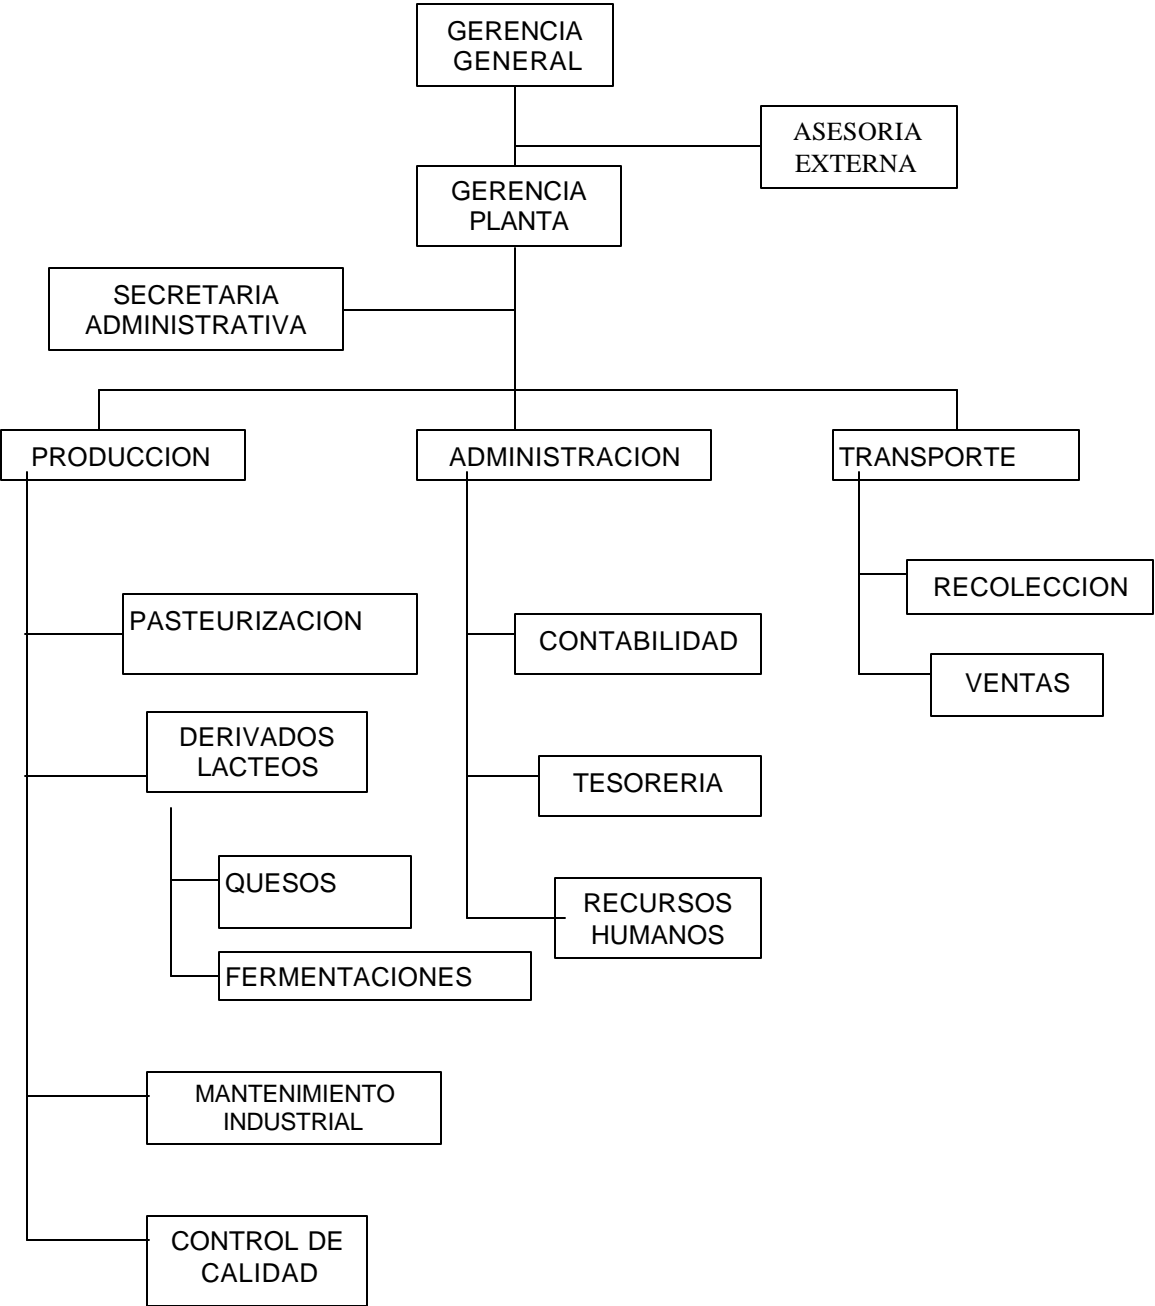 GERENCIA
GENERAL
ASESORIA
EXTERNA
GERENCIA
PLANTA
SECRETARIA
ADMINISTRATIVA
PRODUCCION
ADMINISTRACION
TRANSPORTE
RECOLECCION
PASTEURIZACION
CONTABILIDAD
VENTAS
DERIVADOS
LACTEOS
TESORERIA
QUESOS
RECURSOS
HUMANOS
FERMENTACIONES
MANTENIMIENTO
INDUSTRIAL
CONTROL DE
CALIDAD